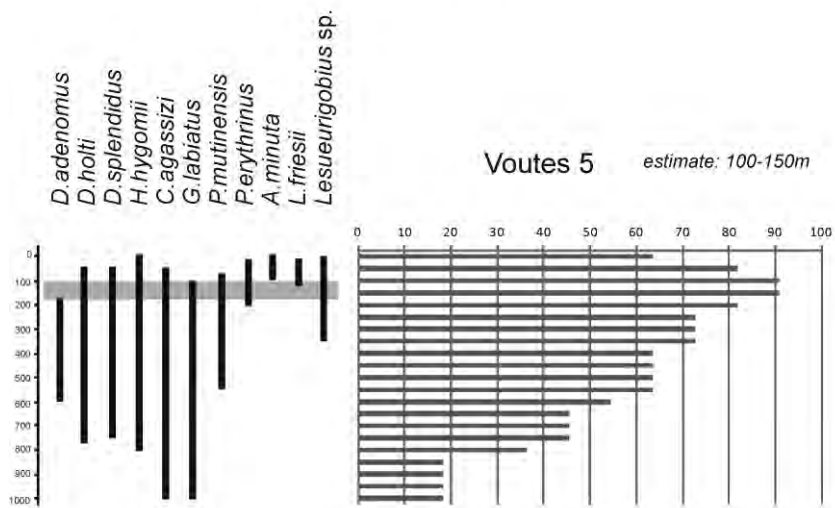 D.adenomus
D.holti
D.splendidus
H.hygomii
C.agassizi
G.labiatus
P.mutinensis
P.erythrinus
A.minuta
L.friesii
Lesueurigobius sp.
Voutes 5 estimate: 100-150m
0 10 20 30 40 50 60 70 80 90 100
0
100
200
300
400
500
600
700
800
900
1000